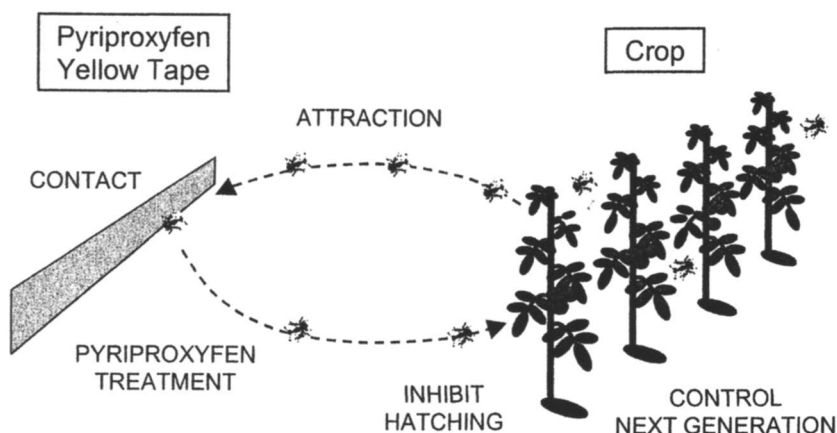 Pyriproxyfen
Yellow Tape
Crop
ATTRACTION
CONTACT
PYRIPROXYFEN
TREATMENT
INHIBIT
HATCHING
CONTROL
NEXT GENERATION